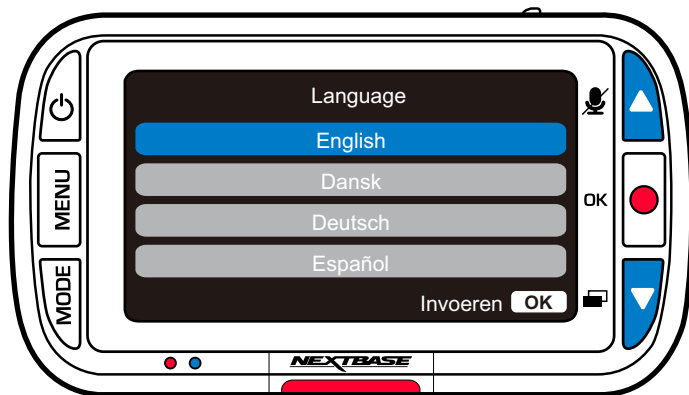 Language
English
Dansk
Deutsch
Español
Invoeren OK
MENU
MODE
OK
NEXTBASE